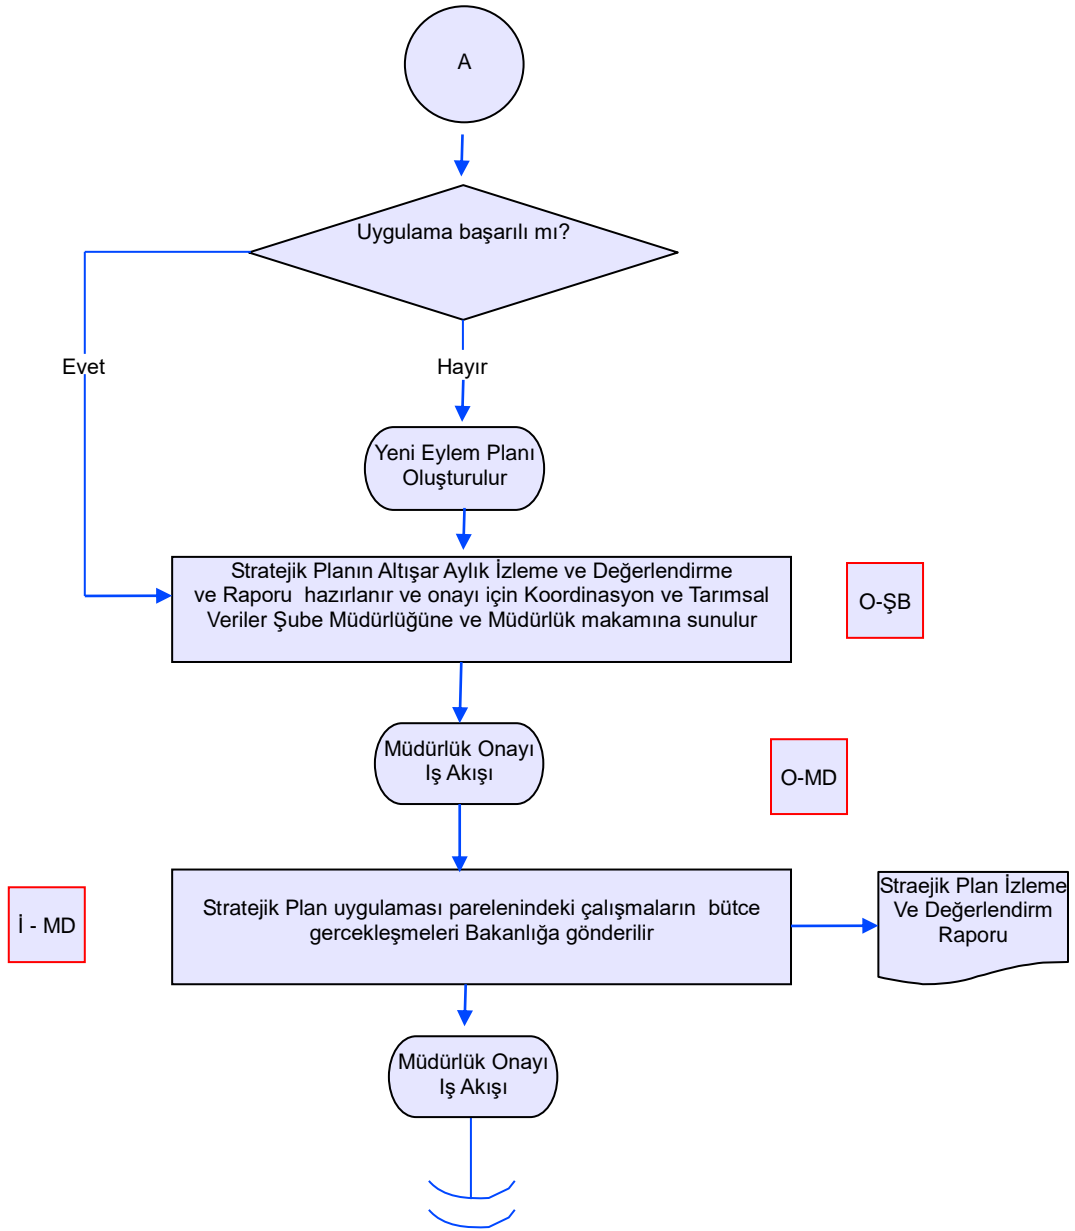 A
Uygulama başarılı mı?
Evet
Hayır
Yeni Eylem Planı
Oluşturulur
Stratejik Planın Altışar Aylık İzleme ve Değerlendirme
ve Raporu  hazırlanır ve onayı için Koordinasyon ve Tarımsal
Veriler Şube Müdürlüğüne ve Müdürlük makamına sunulur
O-ŞB
Müdürlük Onayı
Iş Akışı
O-MD
İ - MD
Stratejik Plan uygulaması parelenindeki çalışmaların  bütce
gercekleşmeleri Bakanlığa gönderilir
Straejik Plan İzleme
Ve Değerlendirm
Raporu
Müdürlük Onayı
Iş Akışı